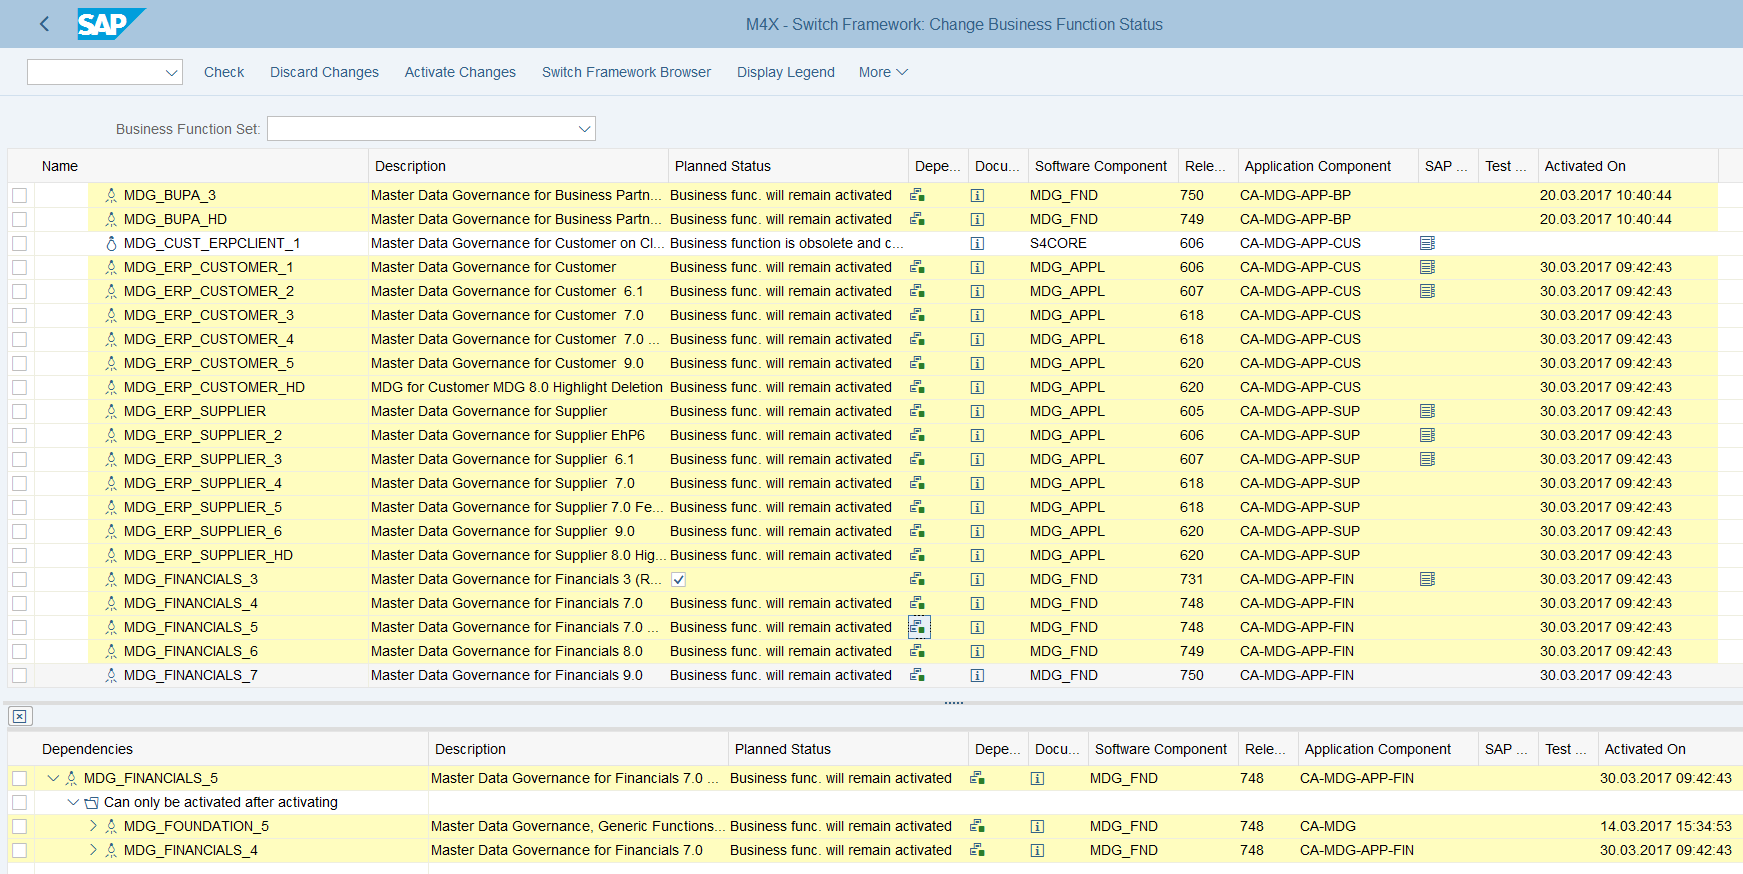 SAP M4X - Switch Framework: Change Business Function Status
Check Discard Changes Activate Changes Switch Framework Browser Display Legend More
Business Function Set:
Name Description Planned Status Depe... Docu... Software Component Rele... Application Component SAP ... Test ... Activated On
MDG_BUPA_3 Master Data Governance for Business Partn... Business func. will remain activated MDG_FND 750 CA-MDG-APP-BP 20.03.2017 10:40:44
MDG_BUPA_HD Master Data Governance for Business Partn... Business func. will remain activated MDG_FND 749 CA-MDG-APP-BP 20.03.2017 10:40:44
MDG_CUST_ERPCLIENT_1 Master Data Governance for Customer on Cl... Business function is obsolete and c... S4CORE 606 CA-MDG-APP-CUS
MDG_ERP_CUSTOMER_1 Master Data Governance for Customer Business func. will remain activated MDG_APPL 606 CA-MDG-APP-CUS 30.03.2017 09:42:43
MDG_ERP_CUSTOMER_2 Master Data Governance for Customer 6.1 Business func. will remain activated MDG_APPL 607 CA-MDG-APP-CUS 30.03.2017 09:42:43
MDG_ERP_CUSTOMER_3 Master Data Governance for Customer 7.0 Business func. will remain activated MDG_APPL 618 CA-MDG-APP-CUS 30.03.2017 09:42:43
MDG_ERP_CUSTOMER_4 Master Data Governance for Customer 7.0 ... Business func. will remain activated MDG_APPL 618 CA-MDG-APP-CUS 30.03.2017 09:42:43
MDG_ERP_CUSTOMER_5 Master Data Governance for Customer 9.0 Business func. will remain activated MDG_APPL 620 CA-MDG-APP-CUS 30.03.2017 09:42:43
MDG_ERP_CUSTOMER_HD MDG for Customer MDG 8.0 Highlight Deletion Business func. will remain activated MDG_APPL 620 CA-MDG-APP-CUS 30.03.2017 09:42:43
MDG_ERP_SUPPLIER Master Data Governance for Supplier Business func. will remain activated MDG_APPL 605 CA-MDG-APP-SUP 30.03.2017 09:42:43
MDG_ERP_SUPPLIER_2 Master Data Governance for Supplier EhP6 Business func. will remain activated MDG_APPL 606 CA-MDG-APP-SUP 30.03.2017 09:42:43
MDG_ERP_SUPPLIER_3 Master Data Governance for Supplier 6.1 Business func. will remain activated MDG_APPL 607 CA-MDG-APP-SUP 30.03.2017 09:42:43
MDG_ERP_SUPPLIER_4 Master Data Governance for Supplier 7.0 Business func. will remain activated MDG_APPL 618 CA-MDG-APP-SUP 30.03.2017 09:42:43
MDG_ERP_SUPPLIER_5 Master Data Governance for Supplier 7.0 Fe... Business func. will remain activated MDG_APPL 618 CA-MDG-APP-SUP 30.03.2017 09:42:43
MDG_ERP_SUPPLIER_6 Master Data Governance for Supplier 9.0 Business func. will remain activated MDG_APPL 620 CA-MDG-APP-SUP 30.03.2017 09:42:43
MDG_ERP_SUPPLIER_HD Master Data Governance for Supplier 8.0 Hig... Business func. will remain activated MDG_APPL 620 CA-MDG-APP-SUP 30.03.2017 09:42:43
MDG_FINANCIALS_3 Master Data Governance for Financials 3 (R... MDG_FND 731 CA-MDG-APP-FIN 30.03.2017 09:42:43
MDG_FINANCIALS_4 Master Data Governance for Financials 7.0 Business func. will remain activated MDG_FND 748 CA-MDG-APP-FIN 30.03.2017 09:42:43
MDG_FINANCIALS_5 Master Data Governance for Financials 7.0 ... Business func. will remain activated MDG_FND 748 CA-MDG-APP-FIN 30.03.2017 09:42:43
MDG_FINANCIALS_6 Master Data Governance for Financials 8.0 Business func. will remain activated MDG_FND 749 CA-MDG-APP-FIN 30.03.2017 09:42:43
MDG_FINANCIALS_7 Master Data Governance for Financials 9.0 Business func. will remain activated MDG_FND 750 CA-MDG-APP-FIN 30.03.2017 09:42:43
Dependencies Description Planned Status Depe... Docu... Software Component Rele... Application Component SAP ... Test ... Activated On
MDG_FINANCIALS_5 Master Data Governance for Financials 7.0 ... Business func. will remain activated MDG_FND 748 CA-MDG-APP-FIN 30.03.2017 09:42:43
Can only be activated after activating
MDG_FOUNDATION_5 Master Data Governance, Generic Functions... Business func. will remain activated MDG_FND 748 CA-MDG 14.03.2017 15:34:53
MDG_FINANCIALS_4 Master Data Governance for Financials 7.0 Business func. will remain activated MDG_FND 748 CA-MDG-APP-FIN 30.03.2017 09:42:43